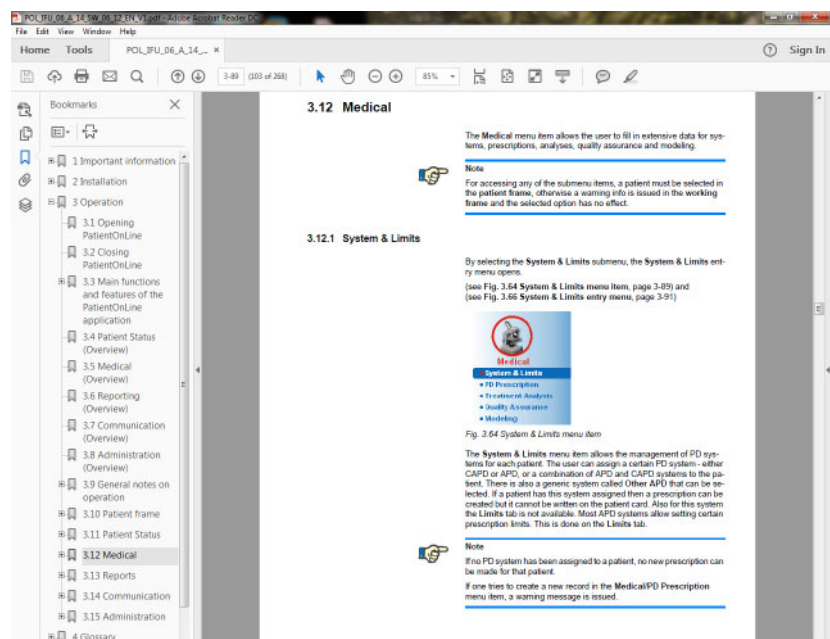 POL_IFU_06_A_14_SW_06_12_EN_V1.pdf - Adobe Acrobat Reader DC
File Edit View Window Help
Home Tools POL_IFU_06_A_14_... × Sign In
3-89 (103 of 268) 85%
Bookmarks
1 Important information
2 Installation
3 Operation
3.1 Opening
PatientOnLine
3.2 Closing
PatientOnLine
3.3 Main functions
and features of the
PatientOnLine
application
3.4 Patient Status
(Overview)
3.5 Medical
(Overview)
3.6 Reporting
(Overview)
3.7 Communication
(Overview)
3.8 Administration
(Overview)
3.9 General notes on
operation
3.10 Patient frame
3.11 Patient Status
3.12 Medical
3.13 Reports
3.14 Communication
3.15 Administration
4 Glossary
3.12 Medical
The Medical menu item allows the user to fill in extensive data for sys-
tems, prescriptions, analyses, quality assurance and modeling.
Note
For accessing any of the submenu items, a patient must be selected in
the patient frame, otherwise a warning info is issued in the working
frame and the selected option has no effect.
3.12.1 System & Limits
By selecting the System & Limits submenu, the System & Limits ent-
ry menu opens.
(see Fig. 3.64 System & Limits menu item, page 3-89) and
(see Fig. 3.66 System & Limits entry menu, page 3-91)
Medical
System & Limits
PD Prescription
Treatment Analysis
Quality Assurance
Modeling
Fig. 3.64 System & Limits menu item
The System & Limits menu item allows the management of PD sys-
tems for each patient. The user can assign a certain PD system - either
CAPD or APD, or a combination of APD and CAPD systems to the pa-
tient. There is also a generic system called Other APD that can be se-
lected. If a patient has this system assigned then a prescription can be
created but it cannot be written on the patient card. Also for this system
the Limits tab is not available. Most APD systems allow setting certain
prescription limits. This is done on the Limits tab.
Note
If no PD system has been assigned to a patient, no new prescription can
be made for that patient.
If one tries to create a new record in the Medical/PD Prescription
menu item, a warning message is issued.